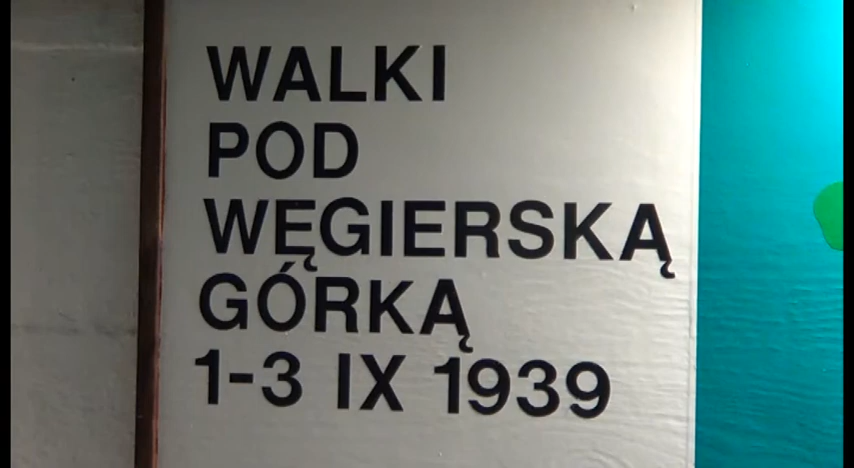 WALKI
POD
WĘGIERSKĄ
GÓRKĄ
1-3 IX 1939